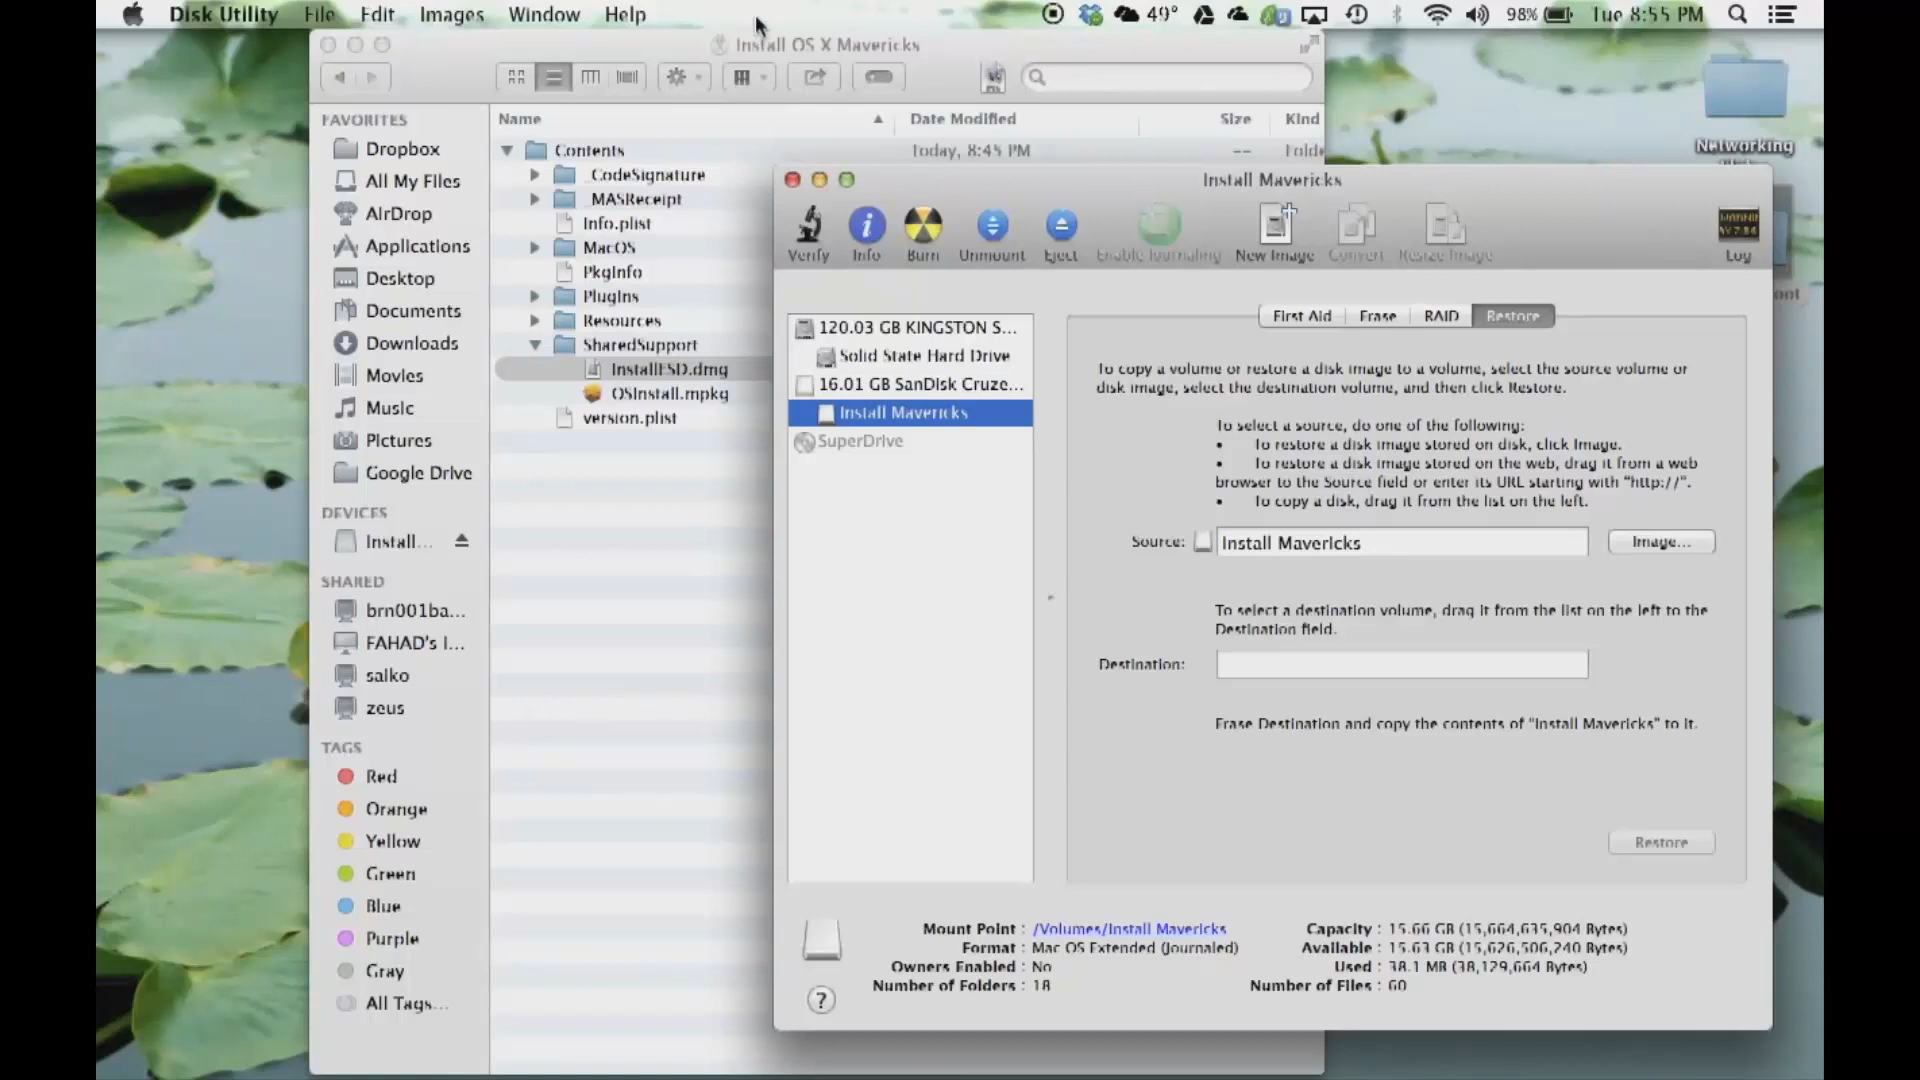 Disk Utility File Edit Images Window Help
49° 98% Tue 8:55 PM
Install OS X Mavericks
FAVORITES
Dropbox
All My Files
AirDrop
Applications
Desktop
Documents
Downloads
Movies
Music
Pictures
Google Drive
DEVICES
Install...
SHARED
brn001ba...
FAHAD's I...
saiko
zeus
TAGS
Red
Orange
Yellow
Green
Blue
Purple
Gray
All Tags...
Name Date Modified Size Kind
Contents Today, 8:45 PM -- Folde
_CodeSignature
_MASReceipt
Info.plist
MacOS
PkgInfo
PlugIns
Resources
SharedSupport
InstallESD.dmg
OSInstall.mpkg
version.plist
Networking
Install Mavericks
Verify Info Burn Unmount Eject Enable Journaling New Image Convert Resize Image Log
120.03 GB KINGSTON S...
Solid State Hard Drive
16.01 GB SanDisk Cruze...
Install Mavericks
SuperDrive
First Aid Erase RAID Restore
To copy a volume or restore a disk image to a volume, select the source volume or
disk image, select the destination volume, and then click Restore.
To select a source, do one of the following:
• To restore a disk image stored on disk, click Image.
• To restore a disk image stored on the web, drag it from a web
browser to the Source field or enter its URL starting with "http://".
• To copy a disk, drag it from the list on the left.
Source: Install Mavericks Image...
To select a destination volume, drag it from the list on the left to the
Destination field.
Destination:
Erase Destination and copy the contents of "Install Mavericks" to it.
Restore
Mount Point : /Volumes/Install Mavericks
Format : Mac OS Extended (Journaled)
Owners Enabled : No
Number of Folders : 18
Capacity : 15.66 GB (15,664,635,904 Bytes)
Available : 15.63 GB (15,626,506,240 Bytes)
Used : 38.1 MB (38,129,664 Bytes)
Number of Files : 60
?